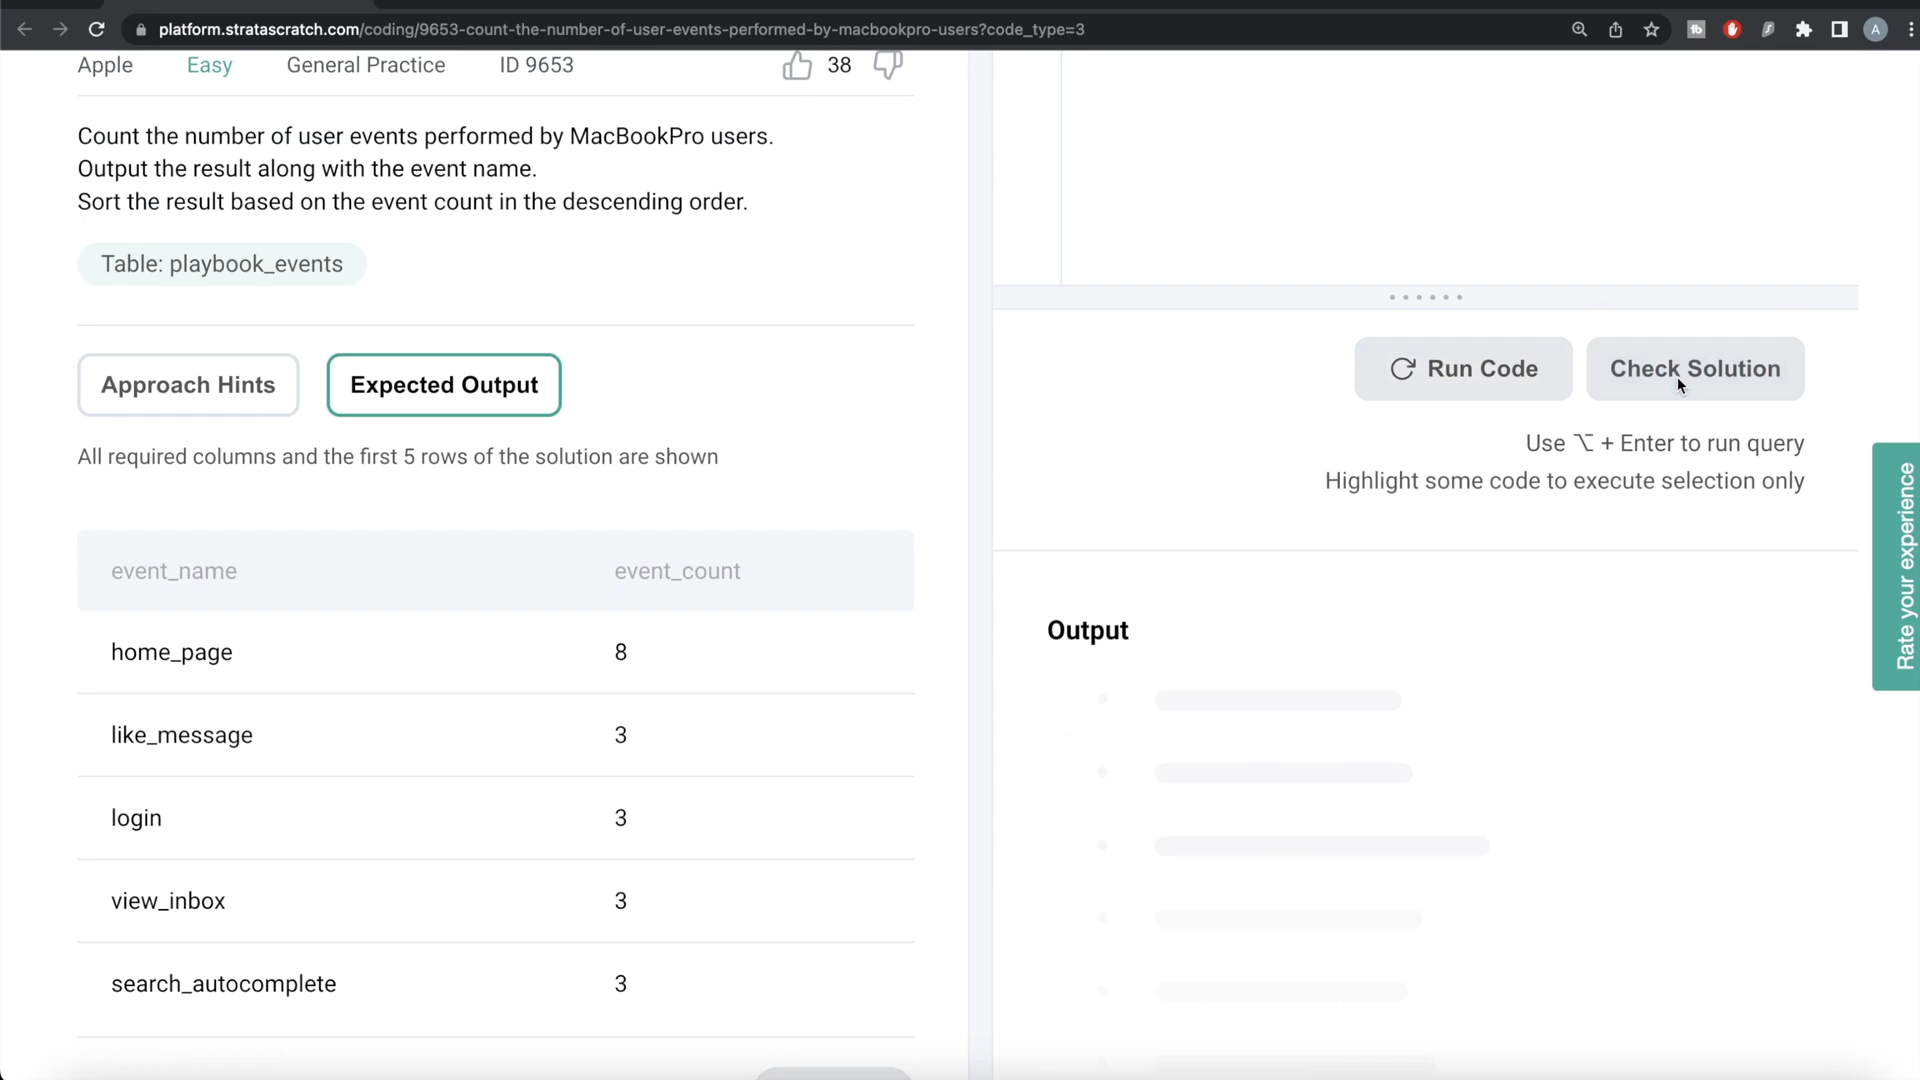 platform.stratascratch.com/coding/9653-count-the-number-of-user-events-performed-by-macbookpro-users?code_type=3
A
Apple Easy General Practice ID 9653 38
Count the number of user events performed by MacBookPro users.
Output the result along with the event name.
Sort the result based on the event count in the descending order.
Table: playbook_events
Approach Hints Expected Output
All required columns and the first 5 rows of the solution are shown
event_name event_count
home_page 8
like_message 3
login 3
view_inbox 3
search_autocomplete 3
Run Code Check Solution
Use ⌥ + Enter to run query
Highlight some code to execute selection only
Output
Rate your experience